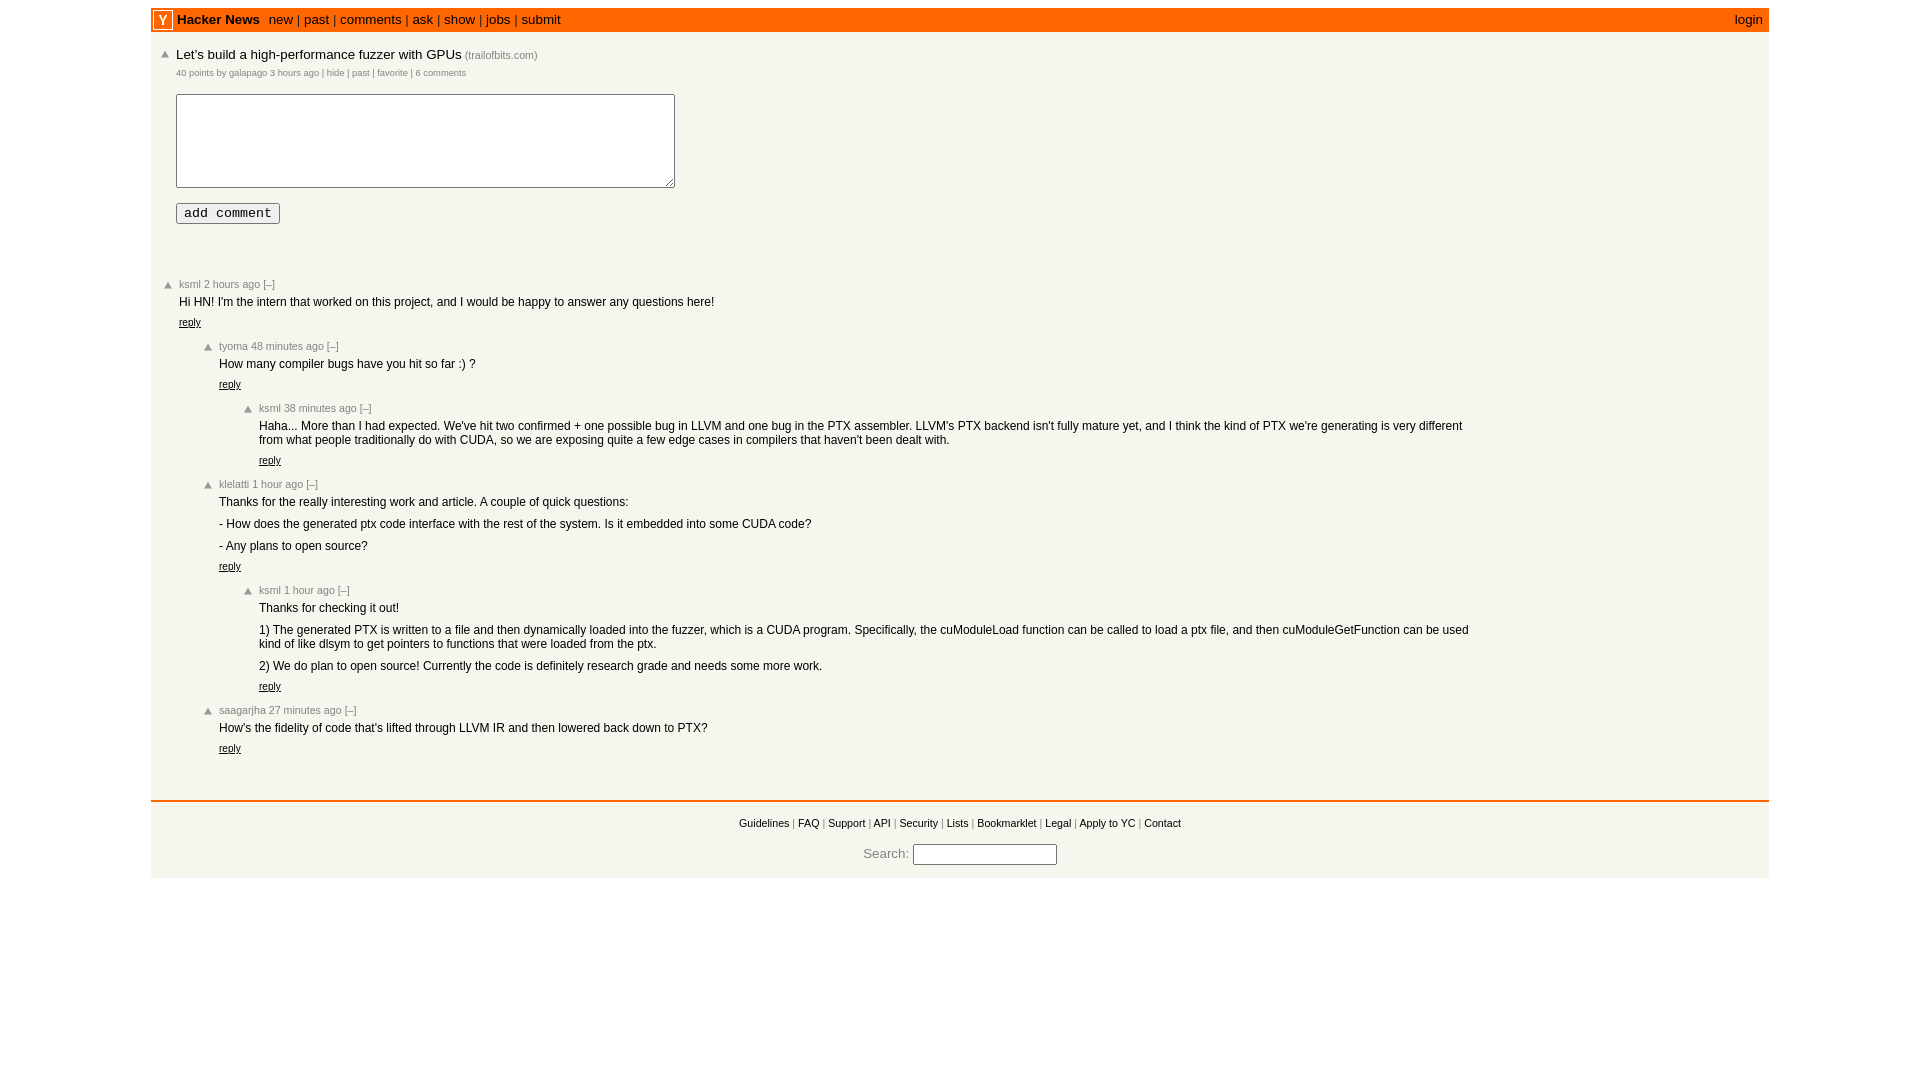 Y Hacker News new | past | comments | ask | show | jobs | submit login
Let's build a high-performance fuzzer with GPUs (trailofbits.com)
40 points by galapago 3 hours ago | hide | past | favorite | 6 comments
add comment
ksml 2 hours ago [–]
Hi HN! I'm the intern that worked on this project, and I would be happy to answer any questions here!
reply
tyoma 48 minutes ago [–]
How many compiler bugs have you hit so far :) ?
reply
ksml 38 minutes ago [–]
Haha... More than I had expected. We've hit two confirmed + one possible bug in LLVM and one bug in the PTX assembler. LLVM's PTX backend isn't fully mature yet, and I think the kind of PTX we're generating is very different
from what people traditionally do with CUDA, so we are exposing quite a few edge cases in compilers that haven't been dealt with.
reply
klelatti 1 hour ago [–]
Thanks for the really interesting work and article. A couple of quick questions:
- How does the generated ptx code interface with the rest of the system. Is it embedded into some CUDA code?
- Any plans to open source?
reply
ksml 1 hour ago [–]
Thanks for checking it out!
1) The generated PTX is written to a file and then dynamically loaded into the fuzzer, which is a CUDA program. Specifically, the cuModuleLoad function can be called to load a ptx file, and then cuModuleGetFunction can be used
kind of like dlsym to get pointers to functions that were loaded from the ptx.
2) We do plan to open source! Currently the code is definitely research grade and needs some more work.
reply
saagarjha 27 minutes ago [–]
How's the fidelity of code that's lifted through LLVM IR and then lowered back down to PTX?
reply
Guidelines | FAQ | Support | API | Security | Lists | Bookmarklet | Legal | Apply to YC | Contact
Search: